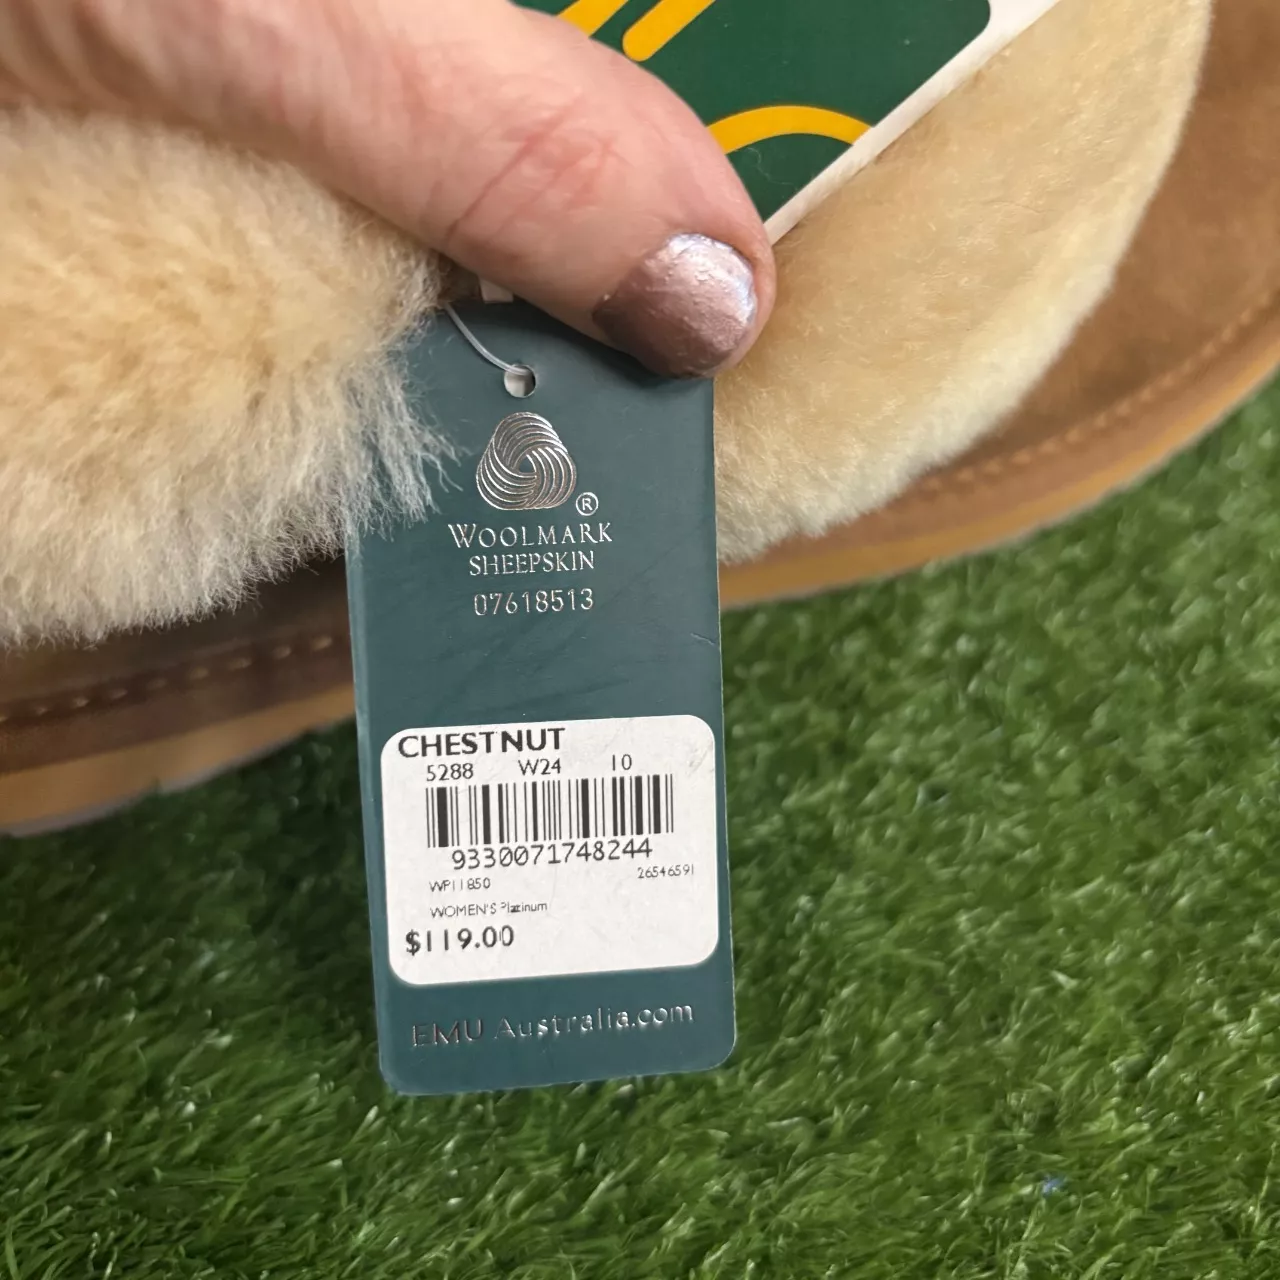 ®
WOOLMARK
SHEEPSKIN
07618513
CHESTNUT
5288 W24 10
9330071748244
WP11850 26546591
WOMEN'S Platinum
$119.00
EMU Australia.com